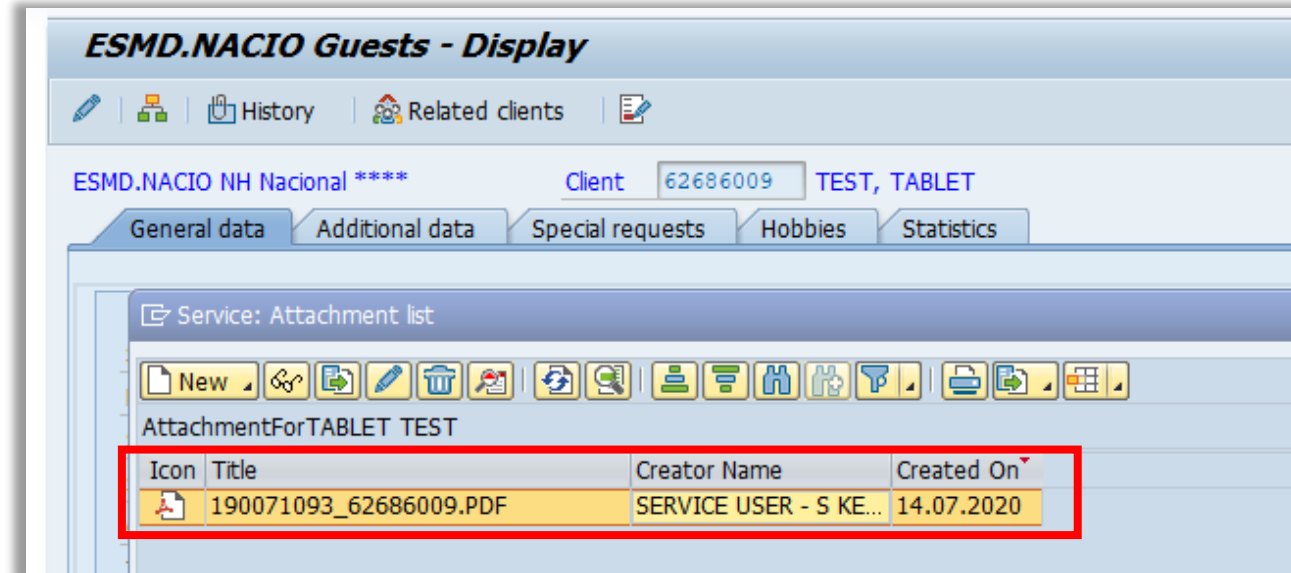 ESMD.NACIO Guests - Display
History Related clients
ESMD.NACIO NH Nacional **** Client 62686009 TEST, TABLET
General data Additional data Special requests Hobbies Statistics
Service: Attachment list
New
AttachmentForTABLET TEST
Icon Title Creator Name Created On
190071093_62686009.PDF SERVICE USER - S KE... 14.07.2020